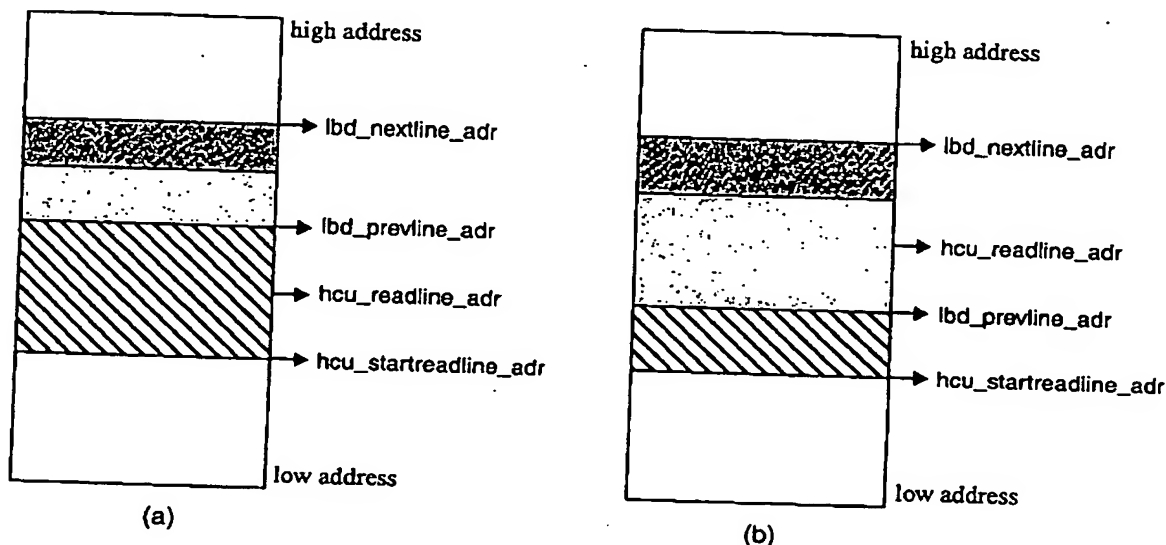 high address
lbd_nextline_adr
lbd_prevline_adr
hcu_readline_adr
hcu_startreadline_adr
low address
(a)
high address
lbd_nextline_adr
hcu_readline_adr
lbd_prevline_adr
hcu_startreadline_adr
low address
(b)